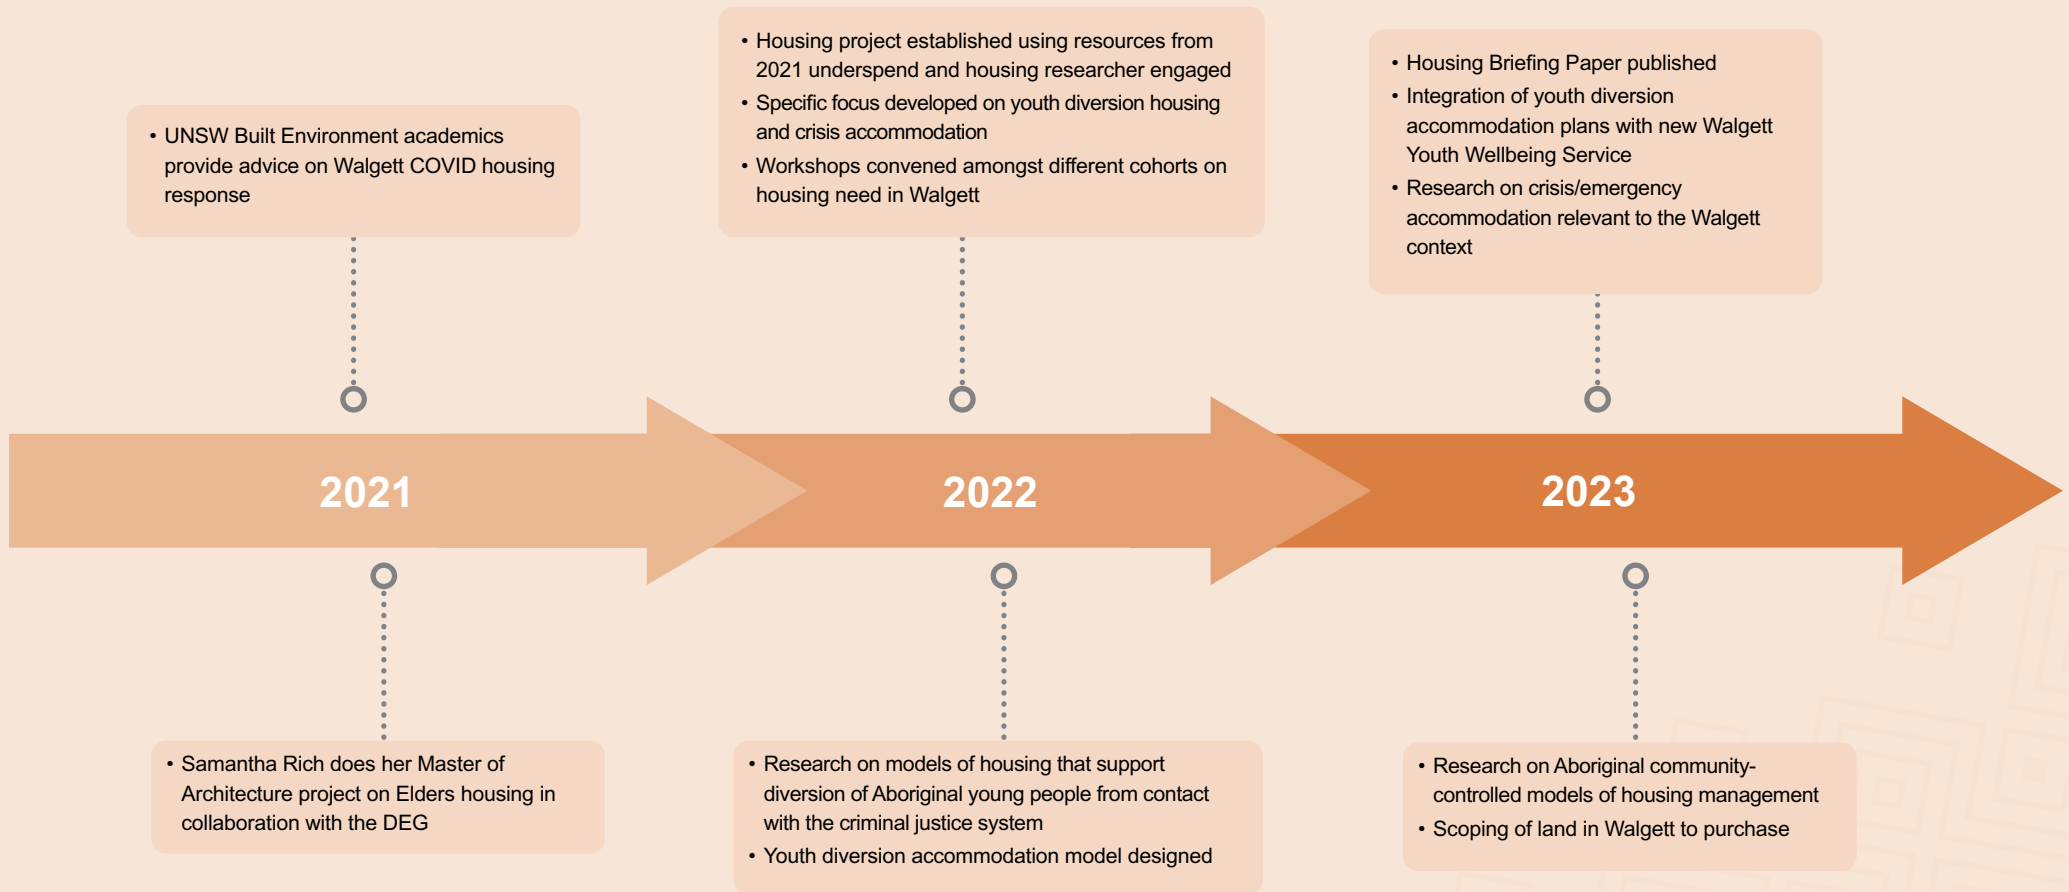 • UNSW Built Environment academics
provide advice on Walgett COVID housing
response
• Housing project established using resources from
2021 underspend and housing researcher engaged
• Specific focus developed on youth diversion housing
and crisis accommodation
• Workshops convened amongst different cohorts on
housing need in Walgett
• Housing Briefing Paper published
• Integration of youth diversion
accommodation plans with new Walgett
Youth Wellbeing Service
• Research on crisis/emergency
accommodation relevant to the Walgett
context
2021
2022
2023
• Samantha Rich does her Master of
Architecture project on Elders housing in
collaboration with the DEG
• Research on models of housing that support
diversion of Aboriginal young people from contact
with the criminal justice system
• Youth diversion accommodation model designed
• Research on Aboriginal community-
controlled models of housing management
• Scoping of land in Walgett to purchase